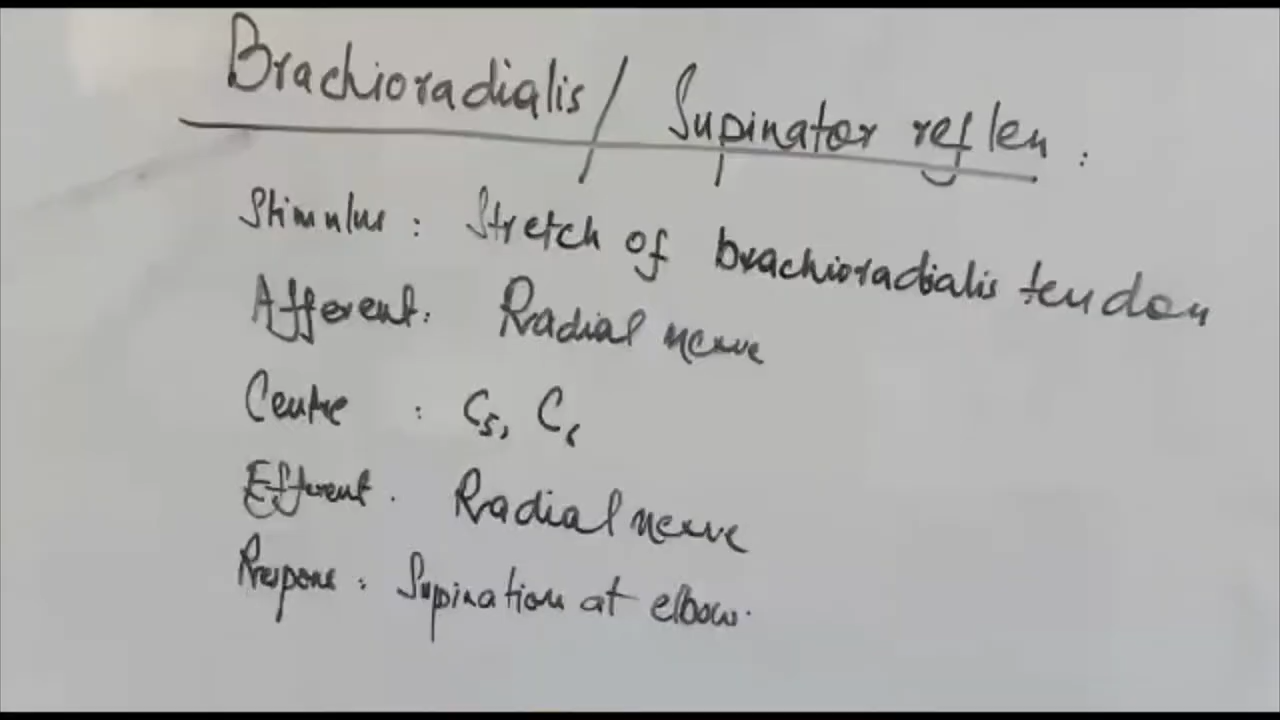 Brachioradialis / Supinator reflex :
Stimulus : Stretch of brachioradialis tendon
Afferent : Radial nerve
Centre : C5, C6
Efferent . Radial nerve
Response : Supination at elbow.